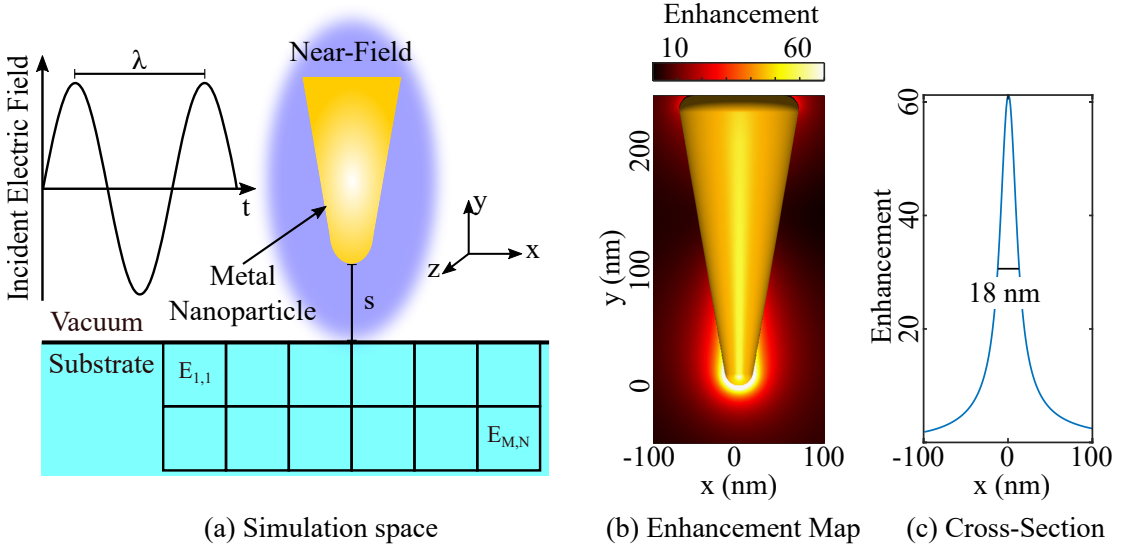 Incident Electric Field
λ
t
Near-Field
Metal
Nanoparticle
s
y
x
z
Vacuum
Substrate
E1,1
EM,N
(a) Simulation space
Enhancement
10 60
y (nm)
200
100
0
-100 0 100
x (nm)
(b) Enhancement Map
Enhancement
60
40
20
18 nm
-100 0 100
x (nm)
(c) Cross-Section